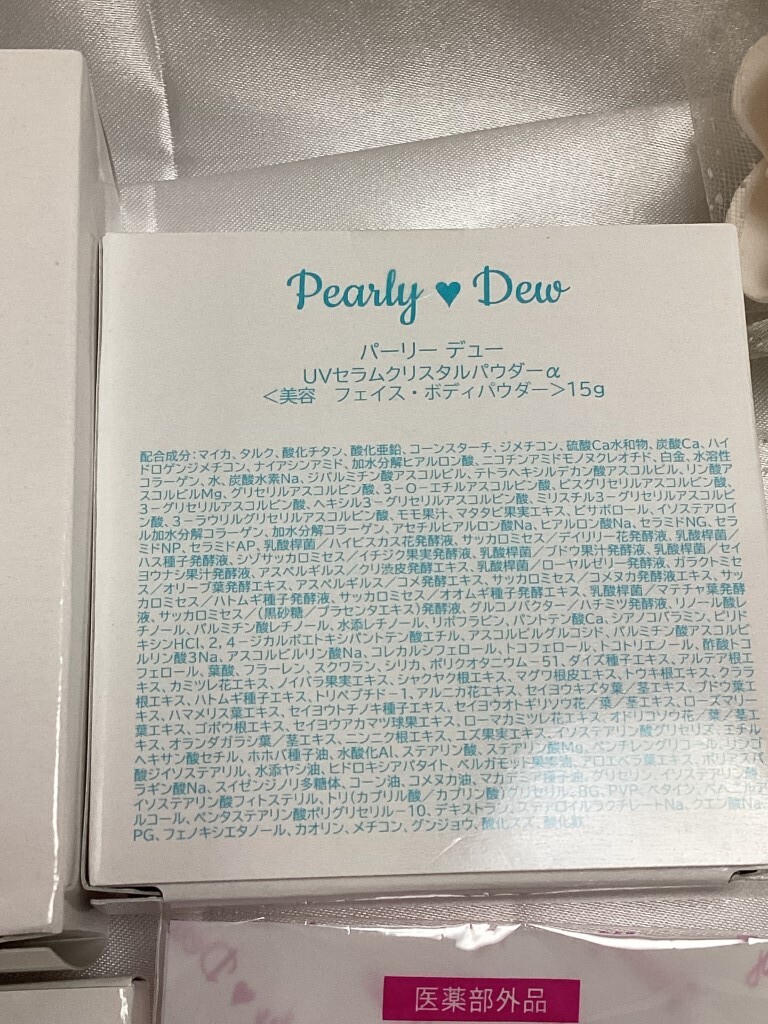 Pearly ♥ Dew
パーリー デュー
UVセラムクリスタルパウダーα
＜美容　フェイス・ボディパウダー＞15g
配合成分：マイカ、タルク、酸化チタン、酸化亜鉛、コーンスターチ、ジメチコン、硫酸Ca水和物、炭酸Ca、ハイ
ドロゲンジメチコン、ナイアシンアミド、加水分解ヒアルロン酸、ニコチンアミドモノヌクレオチド、白金、水溶性
コラーゲン、水、炭酸水素Na、ジパルミチン酸アスコルビル、テトラヘキシルデカン酸アスコルビル、リン酸ア
スコルビルMg、グリセリルアスコルビン酸、3－O－エチルアスコルビン酸、ビスグリセリルアスコルビン酸、
3－グリセリルアスコルビン酸、ヘキシル3－グリセリルアスコルビン酸、ミリスチル3－グリセリルアスコルビ
ン酸、3－ラウリルグリセリルアスコルビン酸、モモ果汁、マタタビ果実エキス、ビサボロール、イソステアロイ
ル加水分解コラーゲン、加水分解コラーゲン、アセチルヒアルロン酸Na、ヒアルロン酸Na、セラミドNG、セラ
ミドNP、セラミドAP、乳酸桿菌／ハイビスカス花発酵液、サッカロミセス／デイリリー花発酵液、乳酸桿菌／
ハス種子発酵液、シゾサッカロミセス／イチジク果実発酵液、乳酸桿菌／ブドウ果汁発酵液、乳酸桿菌／セイ
ヨウナシ果汁発酵液、アスペルギルス／クリ渋皮発酵エキス、乳酸桿菌／ローヤルゼリー発酵液、ガラクトミセ
ス／オリーブ葉発酵エキス、アスペルギルス／コメ発酵エキス、サッカロミセス／コメヌカ発酵液エキス、サッ
カロミセス／ハトムギ種子発酵液、サッカロミセス／オオムギ種子発酵エキス、乳酸桿菌／マテチャ葉発酵
液、サッカロミセス／（黒砂糖／プラセンタエキス）発酵液、グルコノバクター／ハチミツ発酵液、リノール酸レ
チノール、パルミチン酸レチノール、水添レチノール、リボフラビン、パントテン酸Ca、シアノコバラミン、ピリド
キシンHCl、2，4－ジカルボエトキシパントテン酸エチル、アスコルビルグルコシド、パルミチン酸アスコルビ
ルリン酸3Na、アスコルビルリン酸Na、コレカルシフェロール、トコフェロール、トコトリエノール、酢酸トコ
フェロール、葉酸、フラーレン、スクワラン、シリカ、ポリクオタニウム－51、ダイズ種子エキス、アルテア根エ
キス、カミツレ花エキス、ノイバラ果実エキス、シャクヤク根エキス、マグワ根皮エキス、トウキ根エキス、クララ
根エキス、ハトムギ種子エキス、トリペプチド－1、アルニカ花エキス、セイヨウキズタ葉／茎エキス、ブドウ葉エ
キス、ハマメリス葉エキス、セイヨウトチノキ種子エキス、セイヨウオトギリソウ花／葉／茎エキス、ローズマリー
葉エキス、ゴボウ根エキス、セイヨウアカマツ球果エキス、ローマカミツレ花エキス、オドリコソウ花／葉／茎エ
キス、オランダガラシ葉／茎エキス、ニンニク根エキス、ユズ果実エキス、イソステアリン酸グリセリズ、エチル
ヘキサン酸セチル、ホホバ種子油、水酸化Al、ステアリン酸、ステアリン酸Mg、ペンチレングリコール、
酸ジイソステアリル、水添ヤシ油、ヒドロキシアパタイト、ベルガモット果実油、アロエベラ葉エキス、
ラギン酸Na、スイゼンジノリ多糖体、コーン油、コメヌカ油、マカデミア種子油、グリセリン、イソステアリン酸、
イソステアリン酸フィトステリル、トリ（カプリル酸／カプリン酸）グリセリル、BG、PVP、ベタイン、ベヘニルア
ルコール、ペンタステアリン酸ポリグリセリル－10、デキストラン、ステアロイルラクチレートNa、クエン酸Na、
PG、フェノキシエタノール、カオリン、メチコン、グンジョウ、酸化スズ、酸化鉄
医薬部外品